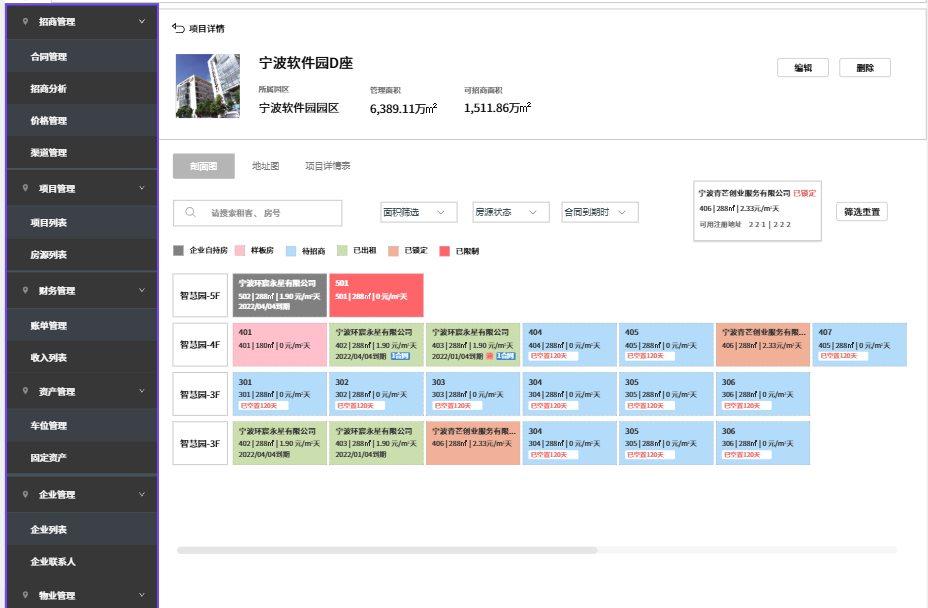 招商管理
合同管理
招商分析
价格管理
渠道管理
项目管理
项目列表
房源列表
财务管理
账单管理
收入列表
资产管理
车位管理
固定资产
企业管理
企业列表
企业联系人
物业管理
项目详情
宁波软件园D座
所属园区
宁波软件园园区
管理面积
6,389.11万㎡
可招商面积
1,511.86万㎡
编辑
删除
剖面图
地址图
项目详情表
请搜索租客、房号
面积筛选
房源状态
合同到期时
宁波青芒创业服务有限公司 已锁定
406 | 288㎡ | 2.33元/m²天
可用注册地址 2-2-1 | 2-2-2
筛选重置
企业自持房
样板房
待招商
已出租
已锁定
已限制
智慧园-5F
宁波环宸永星有限公司
502 | 288㎡ | 1.90 元/m²天
2022/04/04到期
501
501 | 288㎡ | 0 元/m²天
智慧园-4F
401
401 | 180㎡ | 0 元/m²天
宁波环宸永星有限公司
402 | 288㎡ | 1.90 元/m²天
2022/04/04到期 1合同
宁波环宸永星有限公司
403 | 288㎡ | 1.90 元/m²天
2022/01/04到期 1合同
404
404 | 288㎡ | 0 元/m²天
已空置120天
405
405 | 288㎡ | 0 元/m²天
已空置120天
宁波青芒创业服务有限...
406 | 288㎡ | 2.33元/m²天
407
405 | 288㎡ | 0 元/m²天
已空置120天
智慧园-3F
301
301 | 288㎡ | 0 元/m²天
已空置120天
302
302 | 288㎡ | 0 元/m²天
已空置120天
303
303 | 288㎡ | 0 元/m²天
已空置120天
304
304 | 288㎡ | 0 元/m²天
已空置120天
305
305 | 288㎡ | 0 元/m²天
已空置120天
306
306 | 288㎡ | 0 元/m²天
已空置120天
智慧园-3F
宁波环宸永星有限公司
402 | 288㎡ | 1.90 元/m²天
2022/04/04到期
宁波环宸永星有限公司
403 | 288㎡ | 1.90 元/m²天
2022/01/04到期
宁波青芒创业服务有限...
406 | 288㎡ | 2.33元/m²天
304
304 | 288㎡ | 0 元/m²天
已空置120天
305
305 | 288㎡ | 0 元/m²天
已空置120天
306
306 | 288㎡ | 0 元/m²天
已空置120天